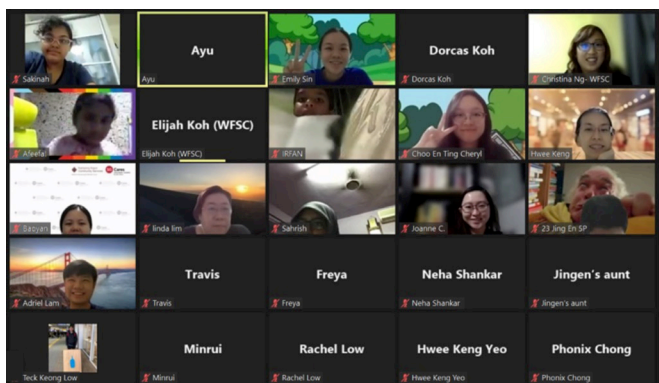 Sakinah
Ayu
Ayu
Emily Sin
Dorcas Koh
Dorcas Koh
Christina Ng- WFSC
Afeefal
Elijah Koh (WFSC)
Elijah Koh (WFSC)
IRFAN
Choo En Ting Cheryl
Hwee Keng
Baoyan
linda lim
Sahrish
Joanne C.
23 Jing En SP
Adriel Lam
Travis
Travis
Freya
Freya
Neha Shankar
Neha Shankar
Jingen's aunt
Jingen's aunt
Teck Keong Low
Minrui
Minrui
Rachel Low
Rachel Low
Hwee Keng Yeo
Hwee Keng Yeo
Phonix Chong
Phonix Chong